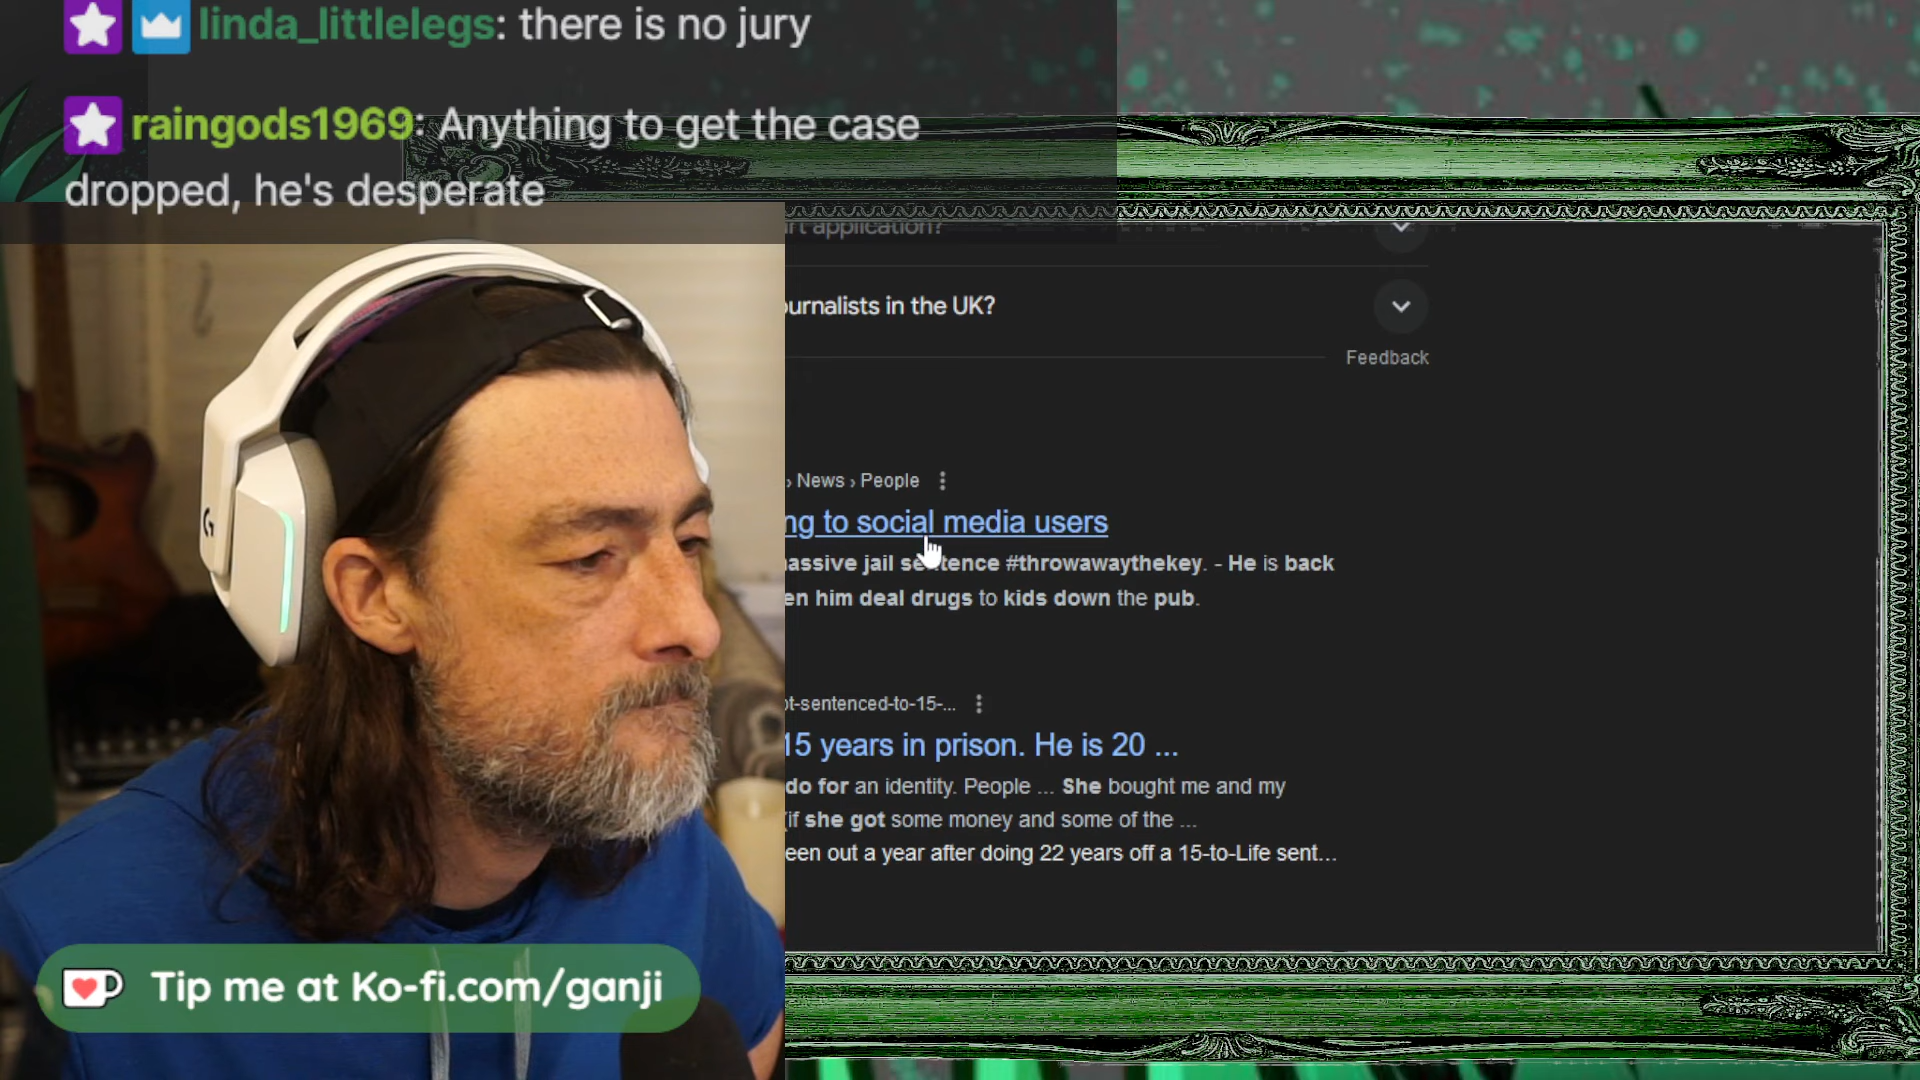 linda_littlelegs: there is no jury
raingods1969: Anything to get the case
dropped, he's desperate
application?
ournalists in the UK?
Feedback
› News › People
ng to social media users
assive jail sentence #throwawaythekey. - He is back
en him deal drugs to kids down the pub.
ot-sentenced-to-15-...
15 years in prison. He is 20 ...
do for an identity. People ... She bought me and my
(if she got some money and some of the ...
een out a year after doing 22 years off a 15-to-Life sent...
G
Tip me at Ko-fi.com/ganji